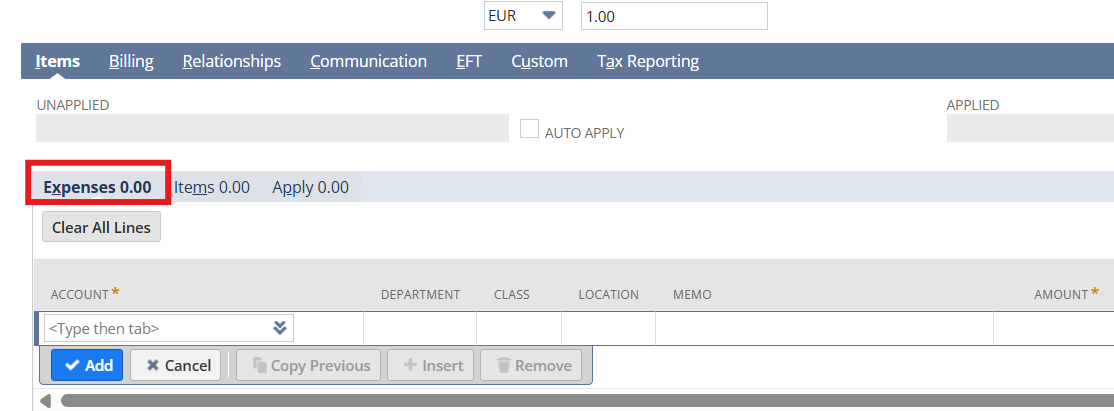 EUR 1.00
Items Billing Relationships Communication EFT Custom Tax Reporting
UNAPPLIED APPLIED
AUTO APPLY
Expenses 0.00 Items 0.00 Apply 0.00
Clear All Lines
ACCOUNT* DEPARTMENT CLASS LOCATION MEMO AMOUNT*
<Type then tab>
Add Cancel Copy Previous Insert Remove